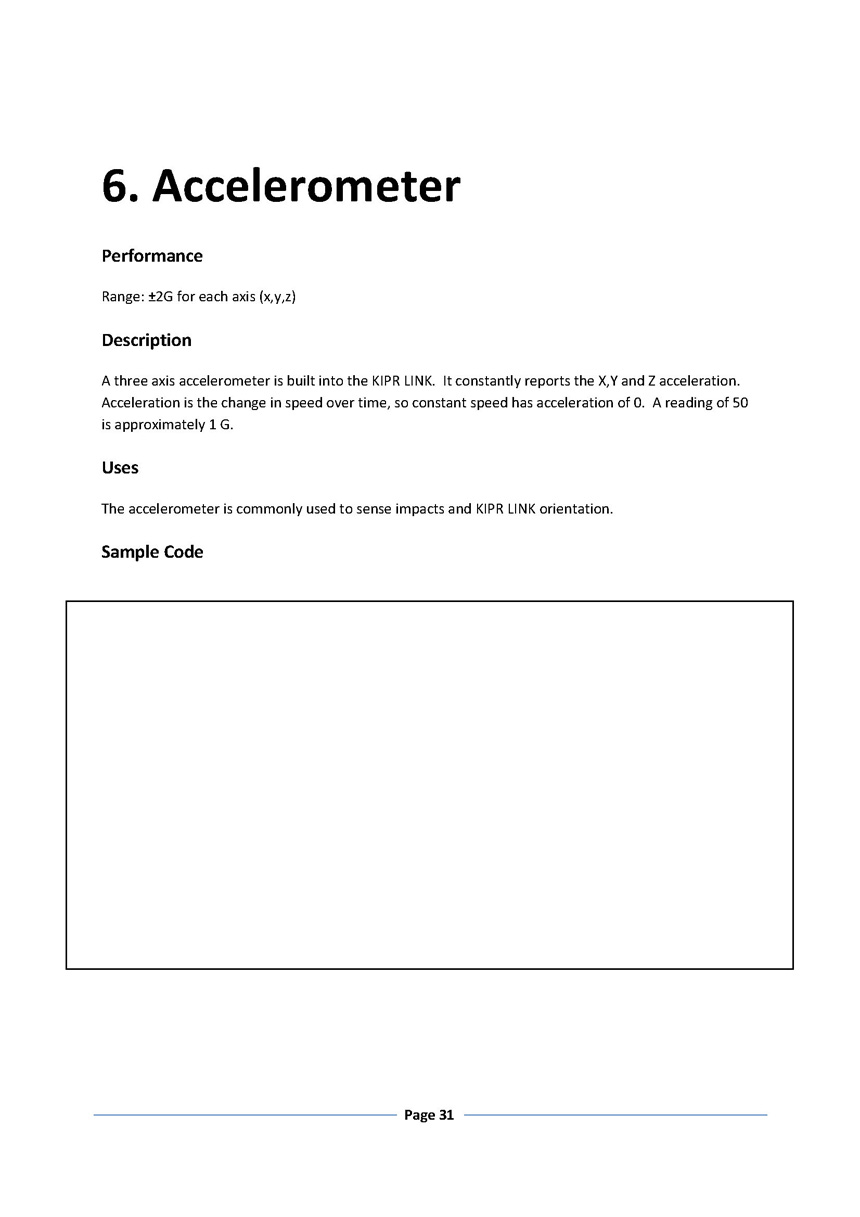 6. Accelerometer
Performance
Range: ±2G for each axis (x,y,z)
Description
A three axis accelerometer is built into the KIPR LINK.  It constantly reports the X,Y and Z acceleration.
Acceleration is the change in speed over time, so constant speed has acceleration of 0.  A reading of 50
is approximately 1 G.
Uses
The accelerometer is commonly used to sense impacts and KIPR LINK orientation.
Sample Code
Page 31